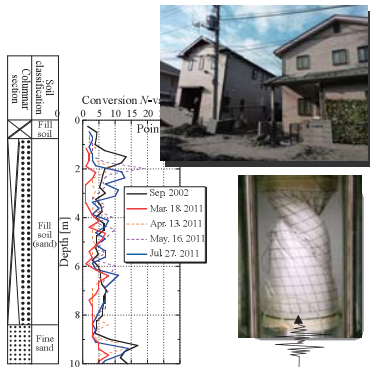 Columnar
section
Soil
classification
Fill
soil
Fill
soil
(sand)
Fine
sand
Conversion N-va
0 5 10 15 20
Poin
0
2
4
6
8
10
Depth [m]
Sep. 2002
Mar. 18. 2011
Apr. 13. 2011
May. 16. 2011
Jul. 27. 2011